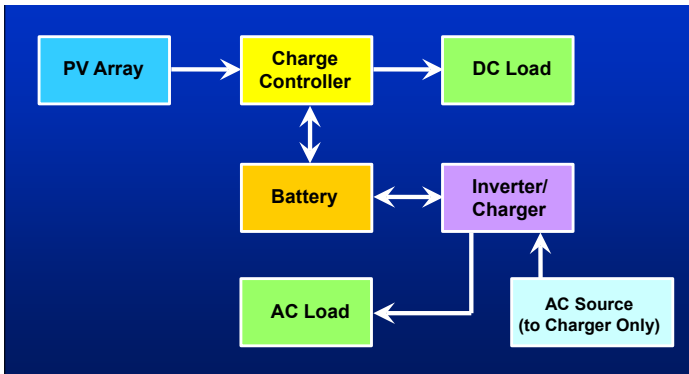 PV Array
Charge
Controller
DC Load
Battery
Inverter/
Charger
AC Load
AC Source
(to Charger Only)